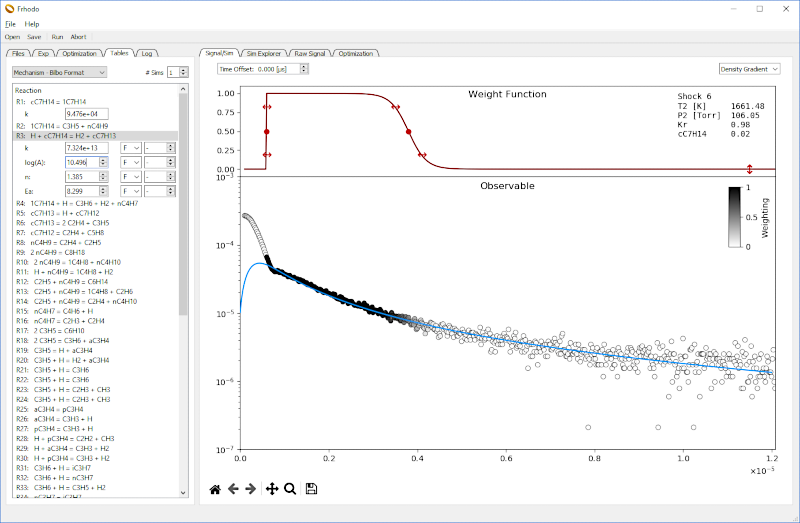 Frhodo
File Help
Open Save Run Abort
Files Exp Optimization Tables Log
Mechanism - Bilbo Format # Sims 1
Reaction
R1: cC7H14 = 1C7H14
k 9.476e+04
R2: 1C7H14 = C3H5 + nC4H9
R3: H + cC7H14 = H2 + cC7H13
k 7.324e+13 F -
log(A): 10.496 F -
n: 1.385 F -
Ea: 8.299 F -
R4: 1C7H14 + H = C3H6 + H2 + nC4H7
R5: cC7H13 = H + cC7H12
R6: cC7H13 = 2 C2H4 + C3H5
R7: cC7H12 = C2H4 + C5H8
R8: nC4H9 = C2H4 + C2H5
R9: 2 nC4H9 = C8H18
R10: 2 nC4H9 = 1C4H8 + nC4H10
R11: H + nC4H9 = 1C4H8 + H2
R12: C2H5 + nC4H9 = C6H14
R13: C2H5 + nC4H9 = 1C4H8 + C2H6
R14: C2H5 + nC4H9 = C2H4 + nC4H10
R15: nC4H7 = C4H6 + H
R16: nC4H7 = C2H3 + C2H4
R17: 2 C3H5 = C6H10
R18: 2 C3H5 = C3H6 + aC3H4
R19: C3H5 = H + aC3H4
R20: C3H5 + H = H2 + aC3H4
R21: C3H5 + H = C3H6
R22: C3H5 + H = C3H6
R23: C3H5 + H = C2H3 + CH3
R24: C3H5 + H = C2H3 + CH3
R25: aC3H4 = pC3H4
R26: aC3H4 = C3H3 + H
R27: pC3H4 = C3H3 + H
R28: H + pC3H4 = C2H2 + CH3
R29: H + aC3H4 = C3H3 + H2
R30: H + pC3H4 = C3H3 + H2
R31: C3H6 + H = iC3H7
R32: C3H6 + H = nC3H7
R33: C3H6 + H = C3H5 + H2
Signal/Sim Sim Explorer Raw Signal Optimization
Time Offset: 0.000 [μs] Density Gradient
Weight Function
1.00
0.75
0.50
0.25
0.00
Shock 6
T2 [K] 1661.48
P2 [Torr] 106.05
Kr 0.98
cC7H14 0.02
Observable
10⁻³
10⁻⁴
10⁻⁵
10⁻⁶
10⁻⁷
1
0
Weighting
0.0 0.2 0.4 0.6 0.8 1.0 1.2
×10⁻⁵